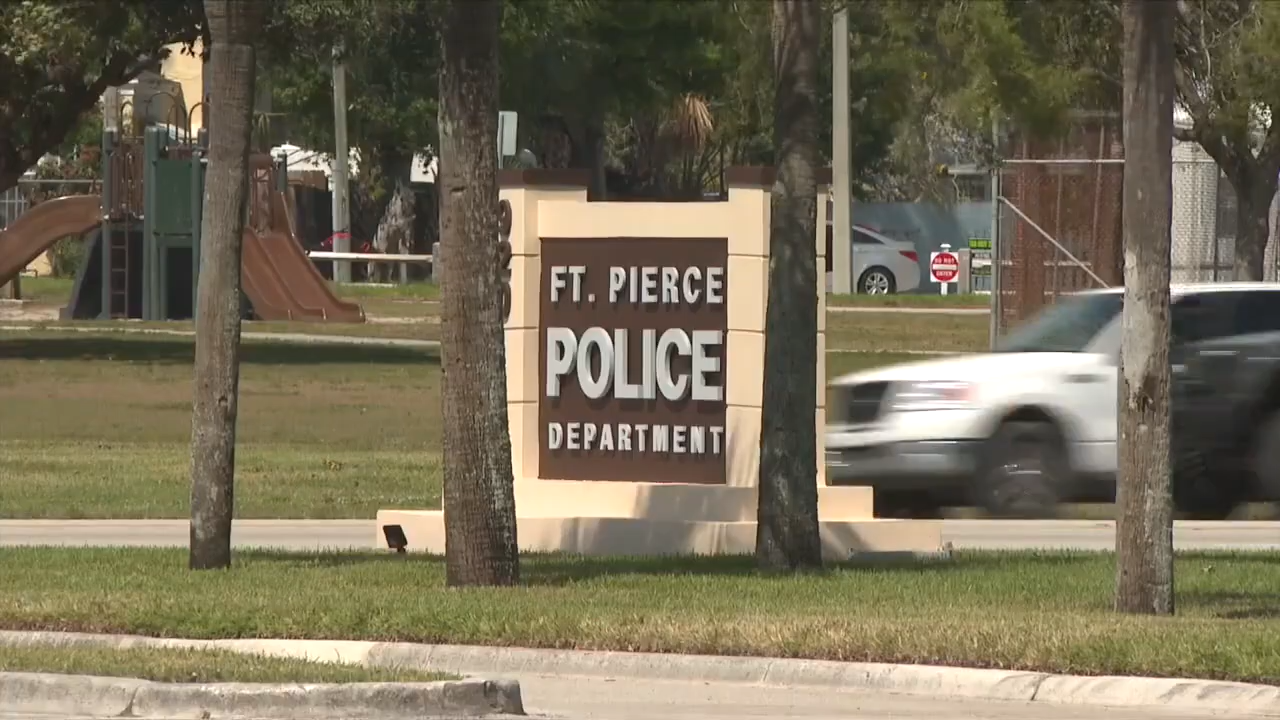 FT. PIERCE
POLICE
DEPARTMENT
DO NOT
ENTER